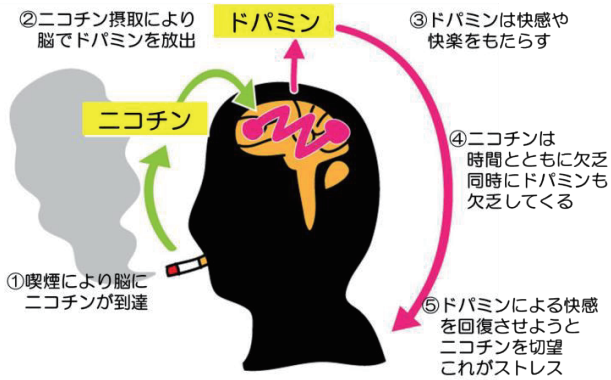 ①喫煙により脳に
ニコチンが到達
ニコチン
②ニコチン摂取により
脳でドパミンを放出
ドパミン
③ドパミンは快感や
快楽をもたらす
④ニコチンは
時間とともに欠乏
同時にドパミンも
欠乏してくる
⑤ドパミンによる快感
を回復させようと
ニコチンを切望
これがストレス